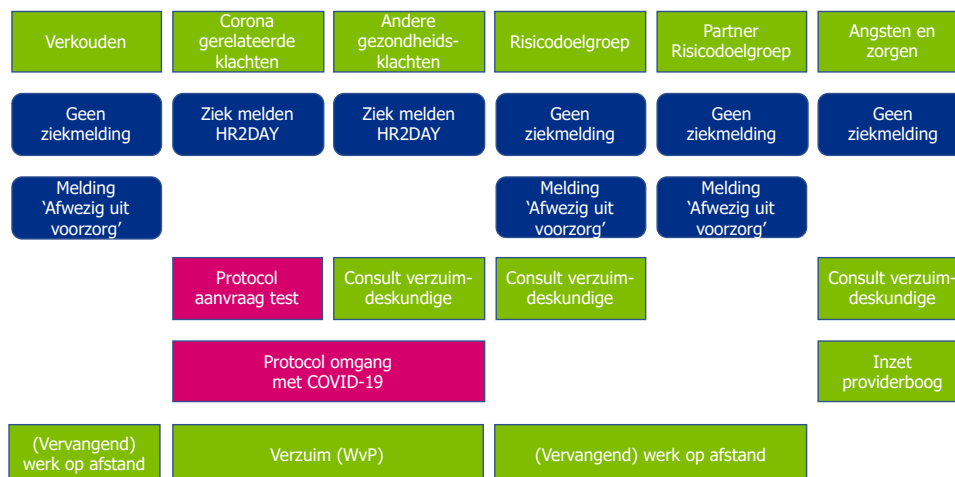 Verkouden
Corona
gerelateerde
klachten
Andere
gezondheids-
klachten
Risicodoelgroep
Partner
Risicodoelgroep
Angsten en
zorgen
Geen
ziekmelding
Ziek melden
HR2DAY
Ziek melden
HR2DAY
Geen
ziekmelding
Geen
ziekmelding
Geen
ziekmelding
Melding
‘Afwezig uit
voorzorg’
Melding
‘Afwezig uit
voorzorg’
Melding
‘Afwezig uit
voorzorg’
Protocol
aanvraag test
Consult verzuim-
deskundige
Consult verzuim-
deskundige
Consult verzuim-
deskundige
Protocol omgang
met COVID-19
Inzet
providerboog
(Vervangend)
werk op afstand
Verzuim (WvP)
(Vervangend) werk op afstand